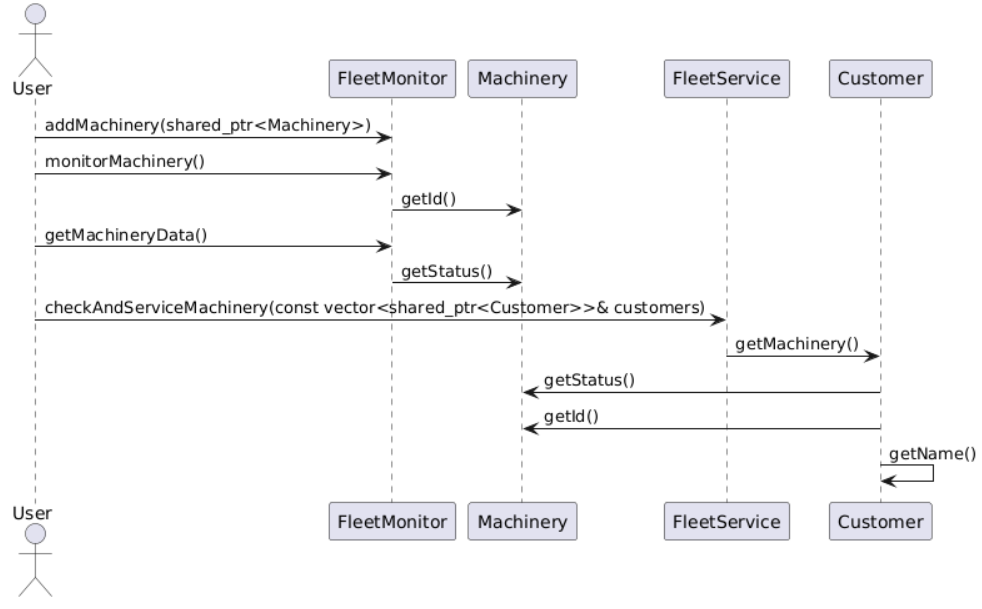 User
FleetMonitor
Machinery
FleetService
Customer
addMachinery(shared_ptr<Machinery>)
monitorMachinery()
getId()
getMachineryData()
getStatus()
checkAndServiceMachinery(const vector<shared_ptr<Customer>>& customers)
getMachinery()
getStatus()
getId()
getName()
User
FleetMonitor
Machinery
FleetService
Customer